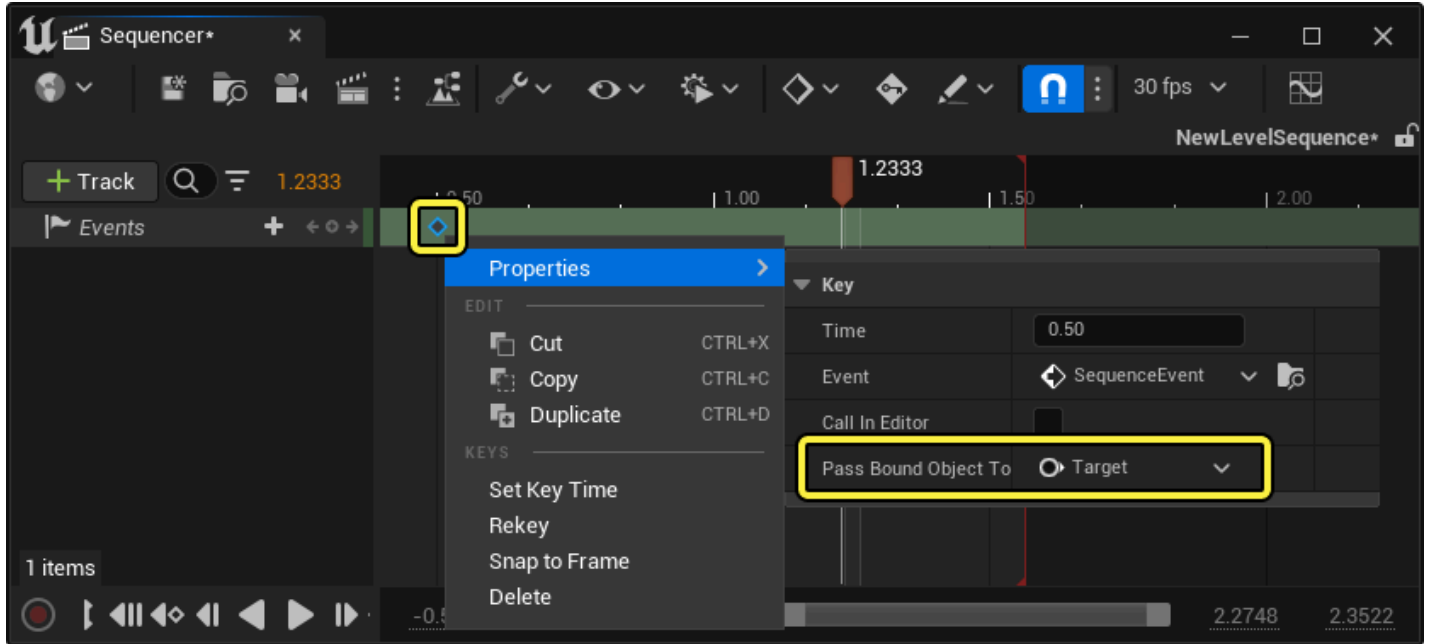 Sequencer*
30 fps
NewLevelSequence*
Track
1.2333
1.2333
1.00
1.50
2.00
Events
Properties
EDIT
Cut CTRL+X
Copy CTRL+C
Duplicate CTRL+D
KEYS
Set Key Time
Rekey
Snap to Frame
Delete
Key
Time 0.50
Event SequenceEvent
Call In Editor
Pass Bound Object To Target
1 items
2.2748 2.3522